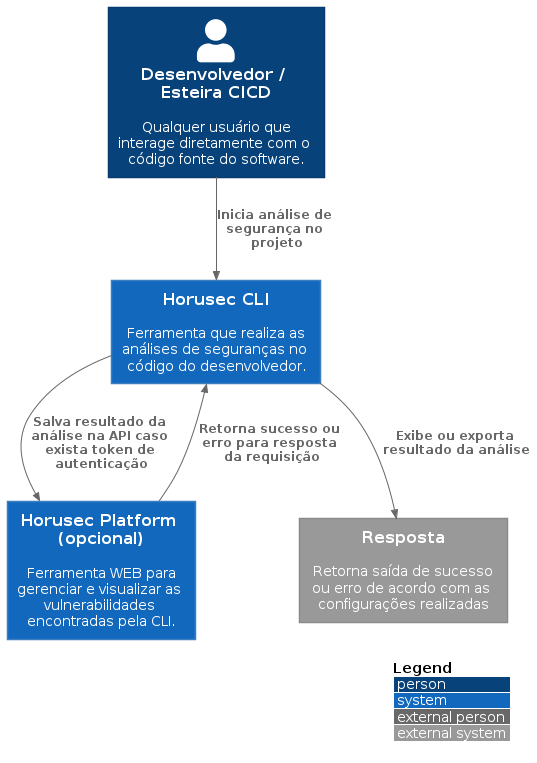 Desenvolvedor /
Esteira CICD
Qualquer usuário que
interage diretamente com o
código fonte do software.
Inicia análise de
segurança no
projeto
Horusec CLI
Ferramenta que realiza as
análises de seguranças no
código do desenvolvedor.
Salva resultado da
análise na API caso
exista token de
autenticação
Retorna sucesso ou
erro para resposta
da requisição
Exibe ou exporta
resultado da análise
Horusec Platform
(opcional)
Ferramenta WEB para
gerenciar e visualizar as
vulnerabilidades
encontradas pela CLI.
Resposta
Retorna saída de sucesso
ou erro de acordo com as
configurações realizadas
Legend
person
system
external person
external system